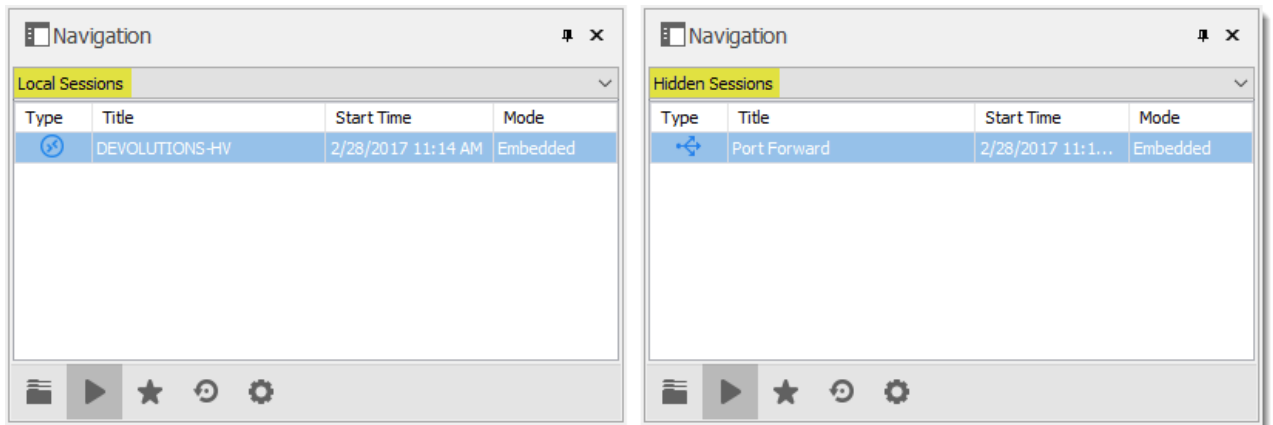 Navigation
Local Sessions
Type Title Start Time Mode
DEVOLUTIONS-HV 2/28/2017 11:14 AM Embedded
Navigation
Hidden Sessions
Type Title Start Time Mode
Port Forward 2/28/2017 11:1... Embedded